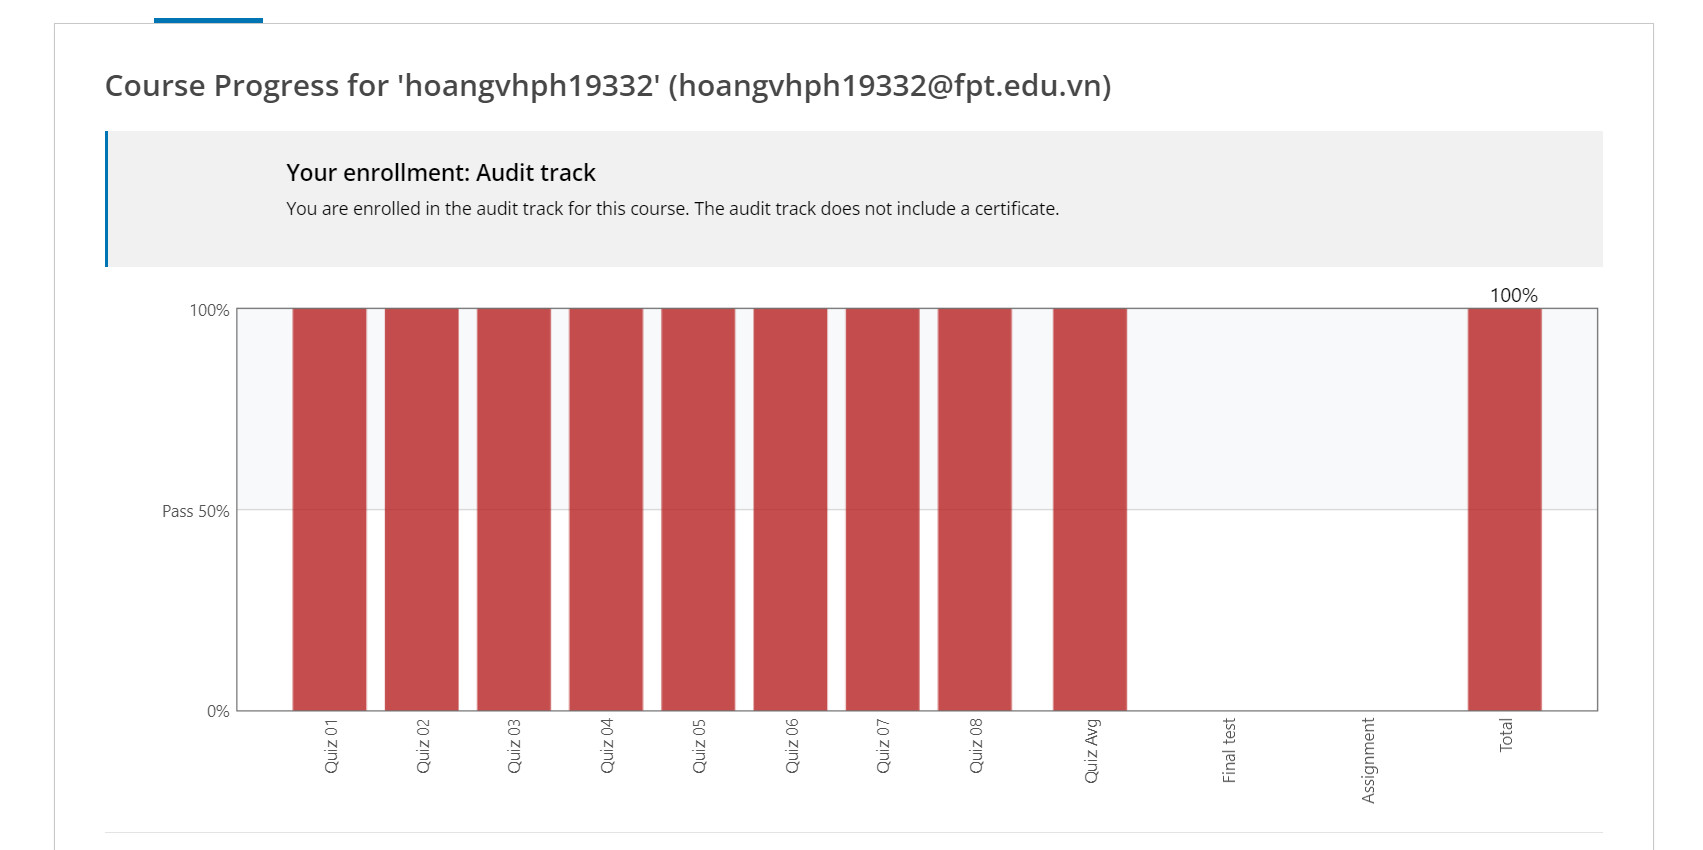 Course Progress for 'hoangvhph19332' (hoangvhph19332@fpt.edu.vn)
Your enrollment: Audit track
You are enrolled in the audit track for this course. The audit track does not include a certificate.
100%
100%
Pass 50%
0%
Quiz 01
Quiz 02
Quiz 03
Quiz 04
Quiz 05
Quiz 06
Quiz 07
Quiz 08
Quiz Avg
Final test
Assignment
Total